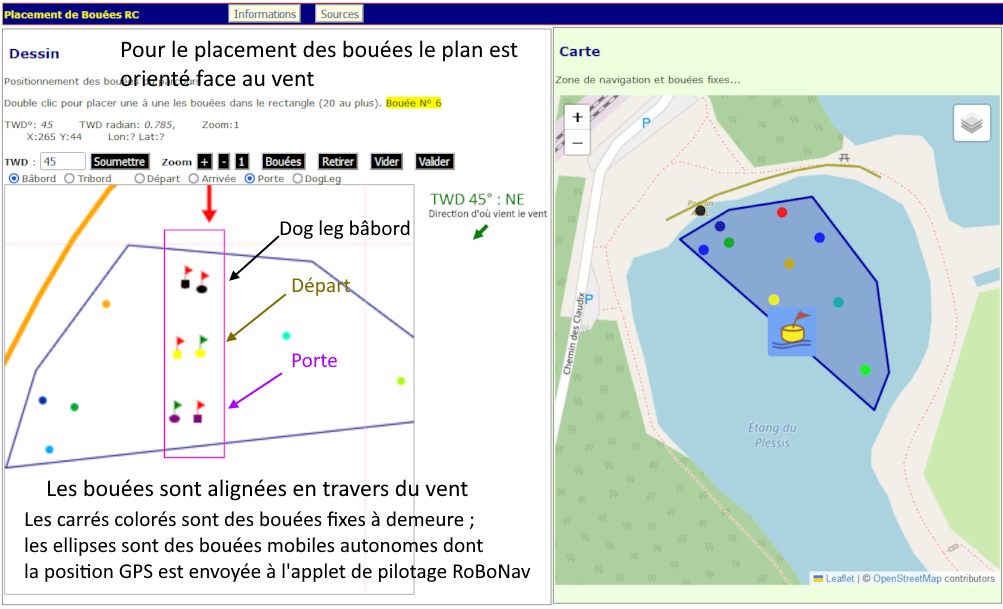 Placement de Bouées RC
Informations
Sources
Dessin
Pour le placement des bouées le plan est
orienté face au vent
Positionnement des bouées
Double clic pour placer une à une les bouées dans le rectangle (20 au plus). Bouée N° 6
TWD°: 45 TWD radian: 0.785, Zoom:1
X:265 Y:44 Lon:? Lat:?
TWD : 45 Soumettre Zoom + - 1 Bouées Retirer Vider Valider
Bâbord Tribord Départ Arrivée Porte DogLeg
TWD 45° : NE
Direction d'où vient le vent
Dog leg bâbord
Départ
Porte
Les bouées sont alignées en travers du vent
Les carrés colorés sont des bouées fixes à demeure ;
les ellipses sont des bouées mobiles autonomes dont
la position GPS est envoyée à l'applet de pilotage RoBoNav
Carte
Zone de navigation et bouées fixes...
+
−
P
P
Chemin des Claudix
Étang du
Plessis
Leaflet | © OpenStreetMap contributors